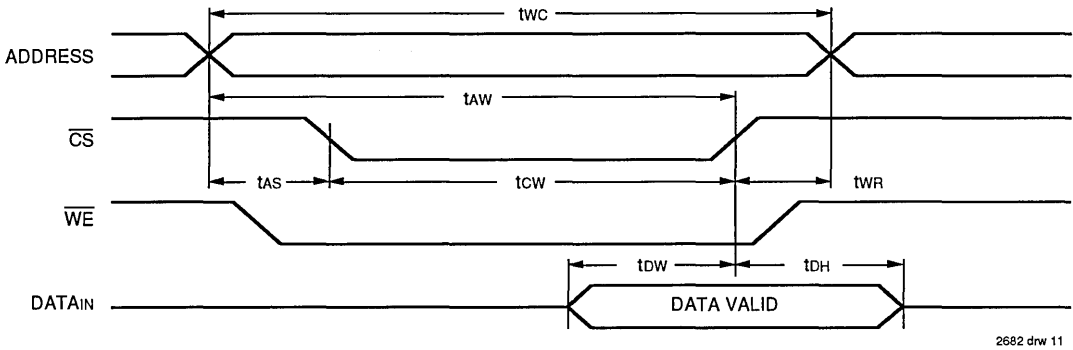 tWC
ADDRESS
tAW
CS
tAS
tCW
tWR
WE
tDW
tDH
DATAIN
DATA VALID
2682 drw 11